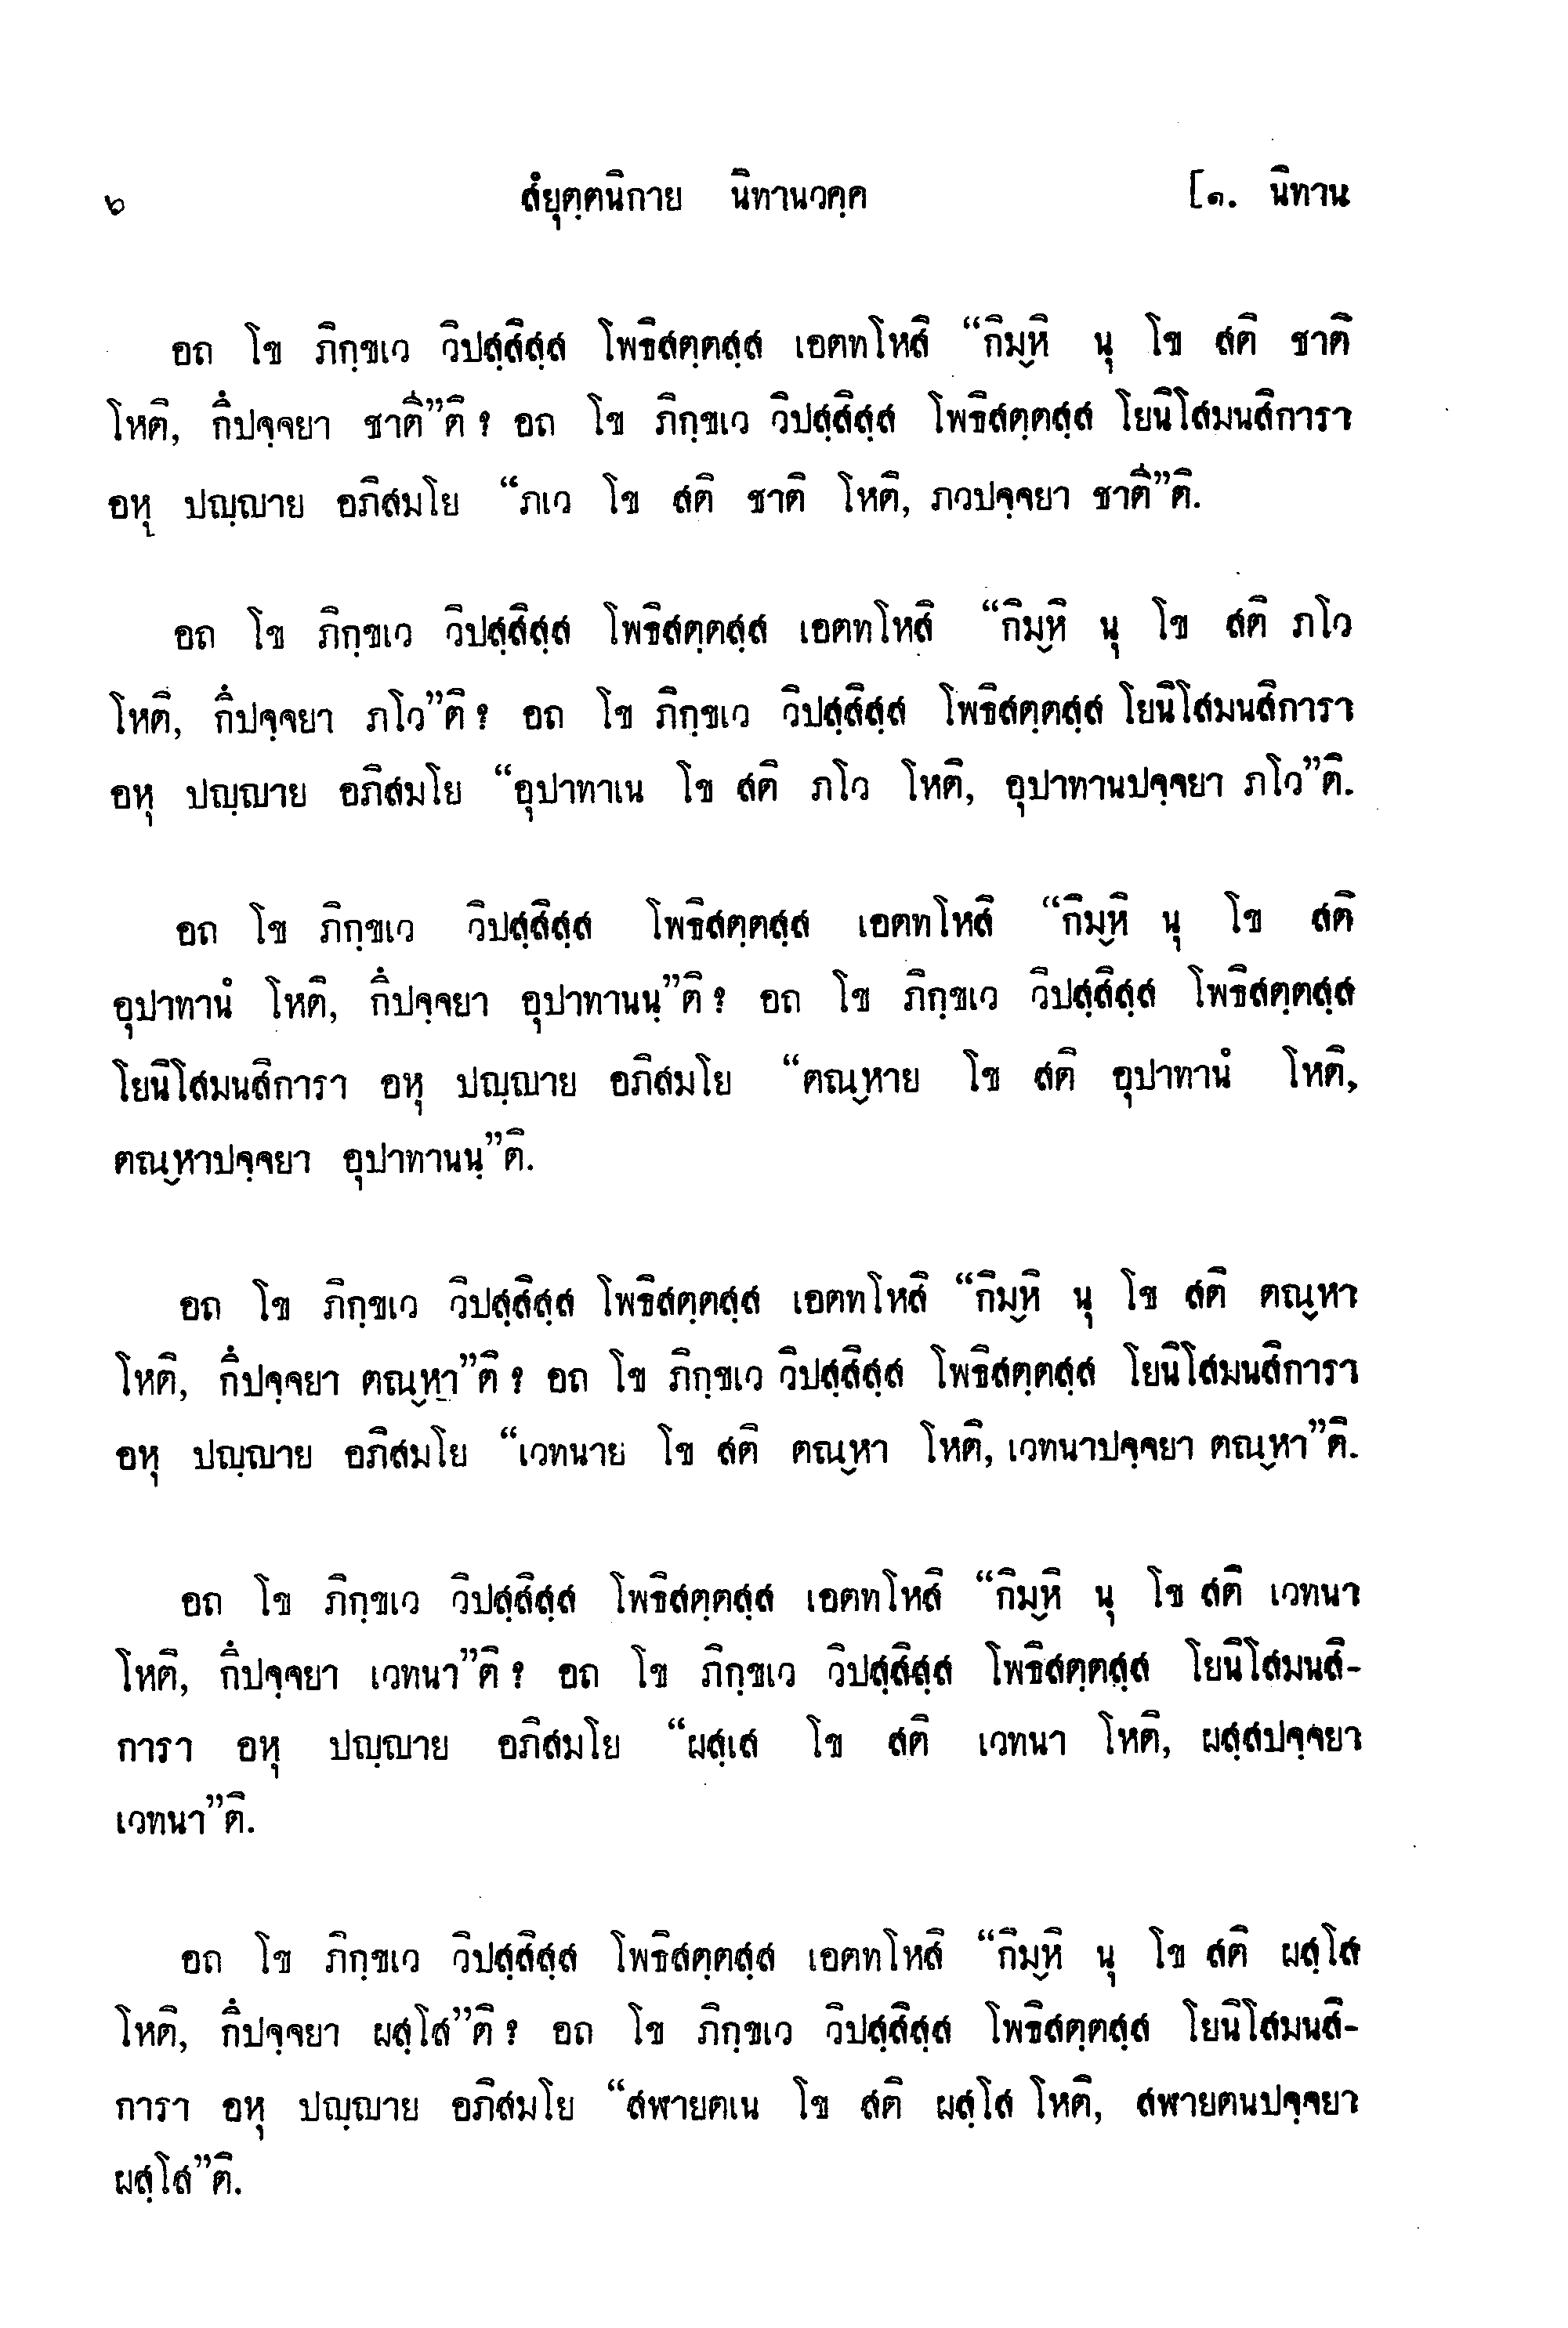 ๖ สํยุตฺตนิกาย นิทานวคฺค [๑. นิทาน
อถ โข ภิกฺขเว วิปสฺสิสฺส โพธิสตฺตสฺส เอตทโหสิ “กิมฺหิ นุ โข สติ ชาติ
โหติ, กึปจฺจยา ชาตี”ติ ? อถ โข ภิกฺขเว วิปสฺสิสฺส โพธิสตฺตสฺส โยนิโสมนสิการา
อหุ ปญฺญาย อภิสมโย “ภเว โข สติ ชาติ โหติ, ภวปจฺจยา ชาตี”ติ.
อถ โข ภิกฺขเว วิปสฺสิสฺส โพธิสตฺตสฺส เอตทโหสิ “กิมฺหิ นุ โข สติ ภโว
โหติ, กึปจฺจยา ภโว”ติ ? อถ โข ภิกฺขเว วิปสฺสิสฺส โพธิสตฺตสฺส โยนิโสมนสิการา
อหุ ปญฺญาย อภิสมโย “อุปาทาเน โข สติ ภโว โหติ, อุปาทานปจฺจยา ภโว”ติ.
อถ โข ภิกฺขเว วิปสฺสิสฺส โพธิสตฺตสฺส เอตทโหสิ “กิมฺหิ นุ โข สติ
อุปาทานํ โหติ, กึปจฺจยา อุปาทานนฺ”ติ ? อถ โข ภิกฺขเว วิปสฺสิสฺส โพธิสตฺตสฺส
โยนิโสมนสิการา อหุ ปญฺญาย อภิสมโย “ตณฺหาย โข สติ อุปาทานํ โหติ,
ตณฺหาปจฺจยา อุปาทานนฺ”ติ.
อถ โข ภิกฺขเว วิปสฺสิสฺส โพธิสตฺตสฺส เอตทโหสิ “กิมฺหิ นุ โข สติ ตณฺหา
โหติ, กึปจฺจยา ตณฺหา”ติ ? อถ โข ภิกฺขเว วิปสฺสิสฺส โพธิสตฺตสฺส โยนิโสมนสิการา
อหุ ปญฺญาย อภิสมโย “เวทนาย โข สติ ตณฺหา โหติ, เวทนาปจฺจยา ตณฺหา”ติ.
อถ โข ภิกฺขเว วิปสฺสิสฺส โพธิสตฺตสฺส เอตทโหสิ “กิมฺหิ นุ โข สติ เวทนา
โหติ, กึปจฺจยา เวทนา”ติ ? อถ โข ภิกฺขเว วิปสฺสิสฺส โพธิสตฺตสฺส โยนิโสมนสิ-
การา อหุ ปญฺญาย อภิสมโย “ผสฺเส โข สติ เวทนา โหติ, ผสฺสปจฺจยา
เวทนา”ติ.
อถ โข ภิกฺขเว วิปสฺสิสฺส โพธิสตฺตสฺส เอตทโหสิ “กิมฺหิ นุ โข สติ ผสฺโส
โหติ, กึปจฺจยา ผสฺโส”ติ ? อถ โข ภิกฺขเว วิปสฺสิสฺส โพธิสตฺตสฺส โยนิโสมนสิ-
การา อหุ ปญฺญาย อภิสมโย “สฬายตเน โข สติ ผสฺโส โหติ, สฬายตนปจฺจยา
ผสฺโส”ติ.